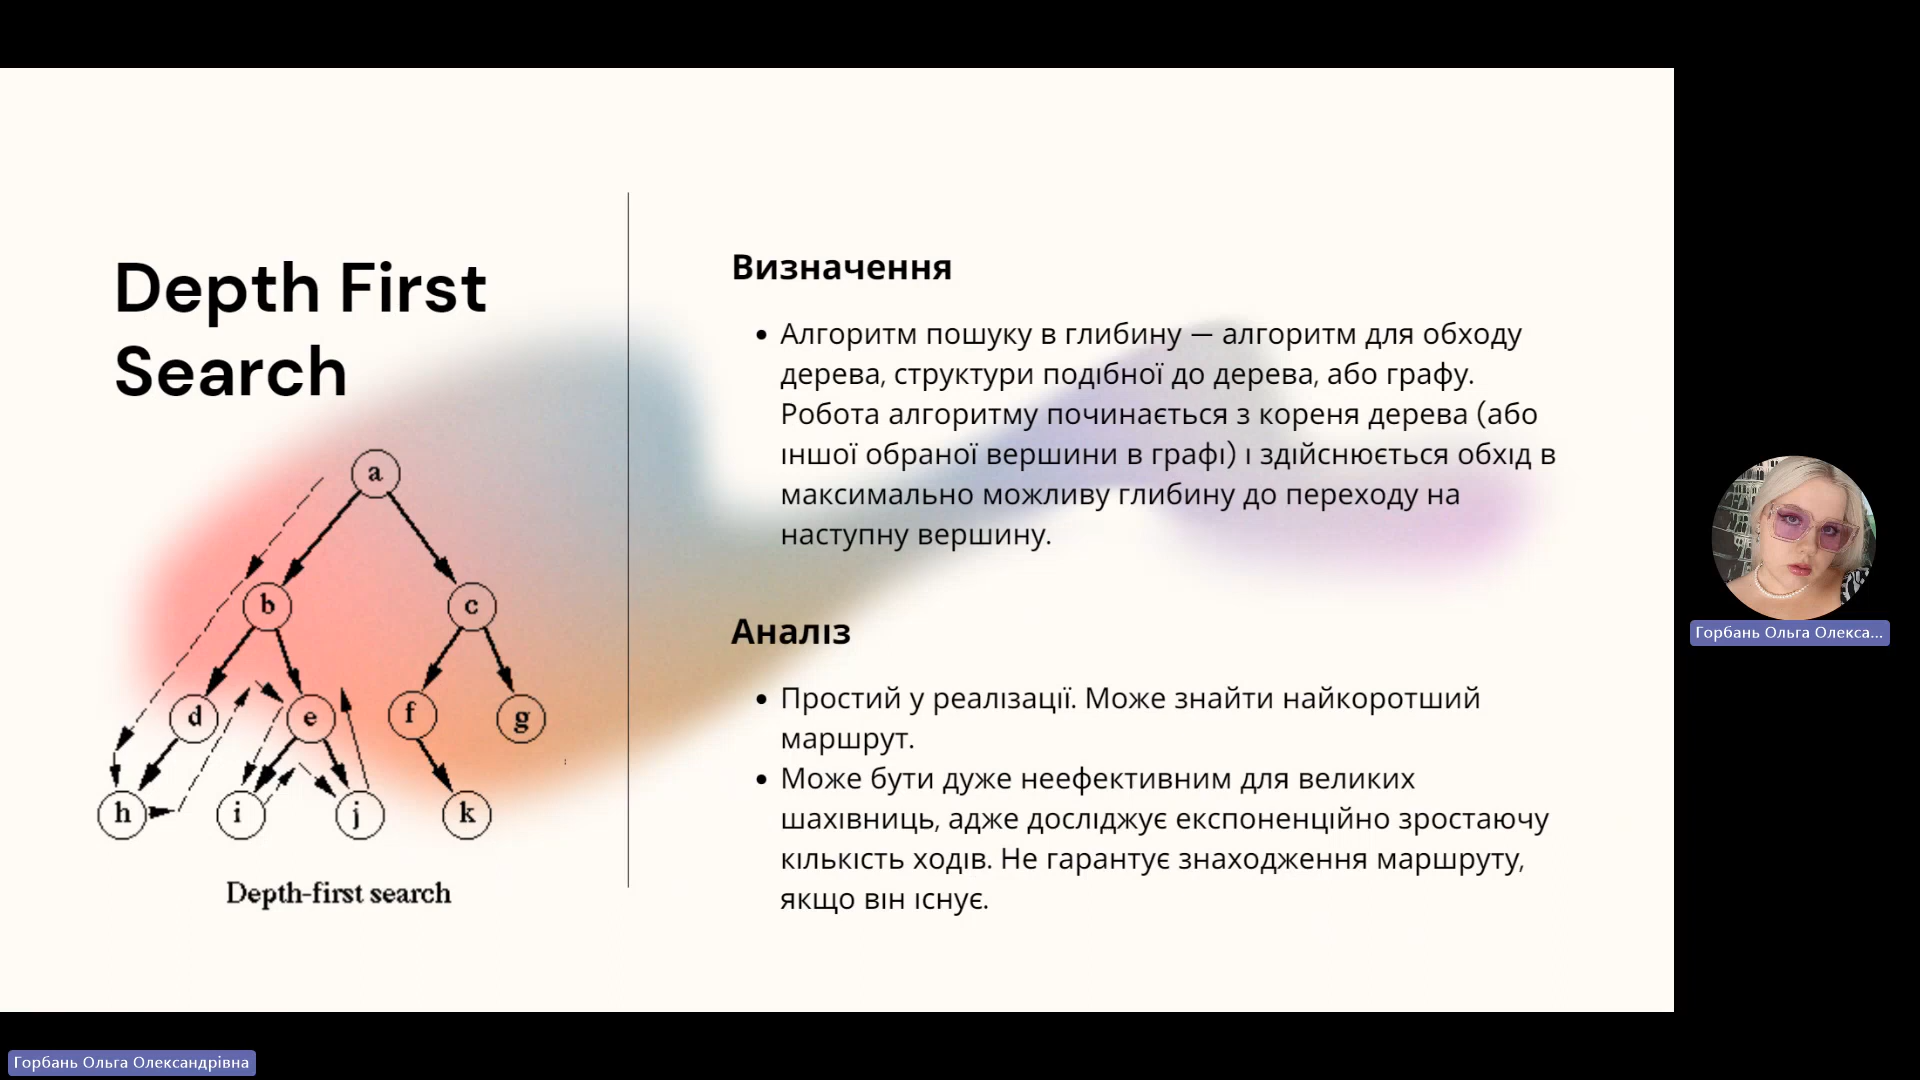 Depth First
Search
a
b
c
d
e
f
g
h
i
j
k
Depth-first search
Визначення
• Алгоритм пошуку в глибину — алгоритм для обходу
дерева, структури подібної до дерева, або графу.
Робота алгоритму починається з кореня дерева (або
іншої обраної вершини в графі) і здійснюється обхід в
максимально можливу глибину до переходу на
наступну вершину.
Аналіз
• Простий у реалізації. Може знайти найкоротший
маршрут.
• Може бути дуже неефективним для великих
шахівниць, адже досліджує експоненційно зростаючу
кількість ходів. Не гарантує знаходження маршруту,
якщо він існує.
Горбань Ольга Олекса...
Горбань Ольга Олександрівна